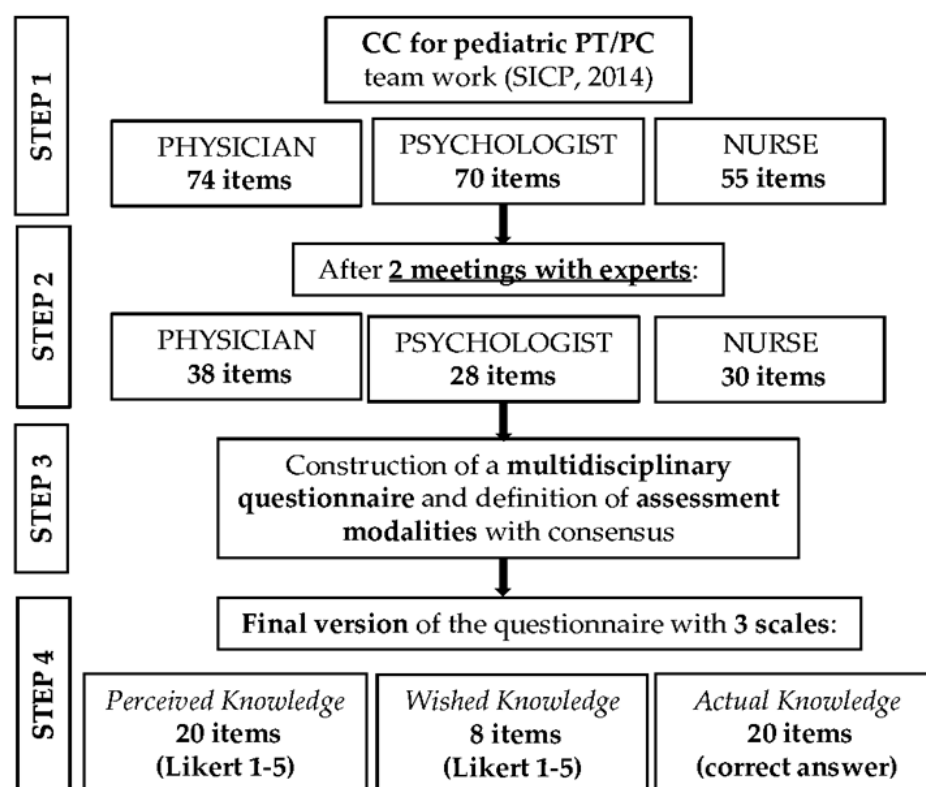 STEP 1
CC for pediatric PT/PC
team work (SICP, 2014)
PHYSICIAN
74 items
PSYCHOLOGIST
70 items
NURSE
55 items
STEP 2
After 2 meetings with experts:
PHYSICIAN
38 items
PSYCHOLOGIST
28 items
NURSE
30 items
STEP 3
Construction of a multidisciplinary
questionnaire and definition of assessment
modalities with consensus
STEP 4
Final version of the questionnaire with 3 scales:
Perceived Knowledge
20 items
(Likert 1-5)
Wished Knowledge
8 items
(Likert 1-5)
Actual Knowledge
20 items
(correct answer)